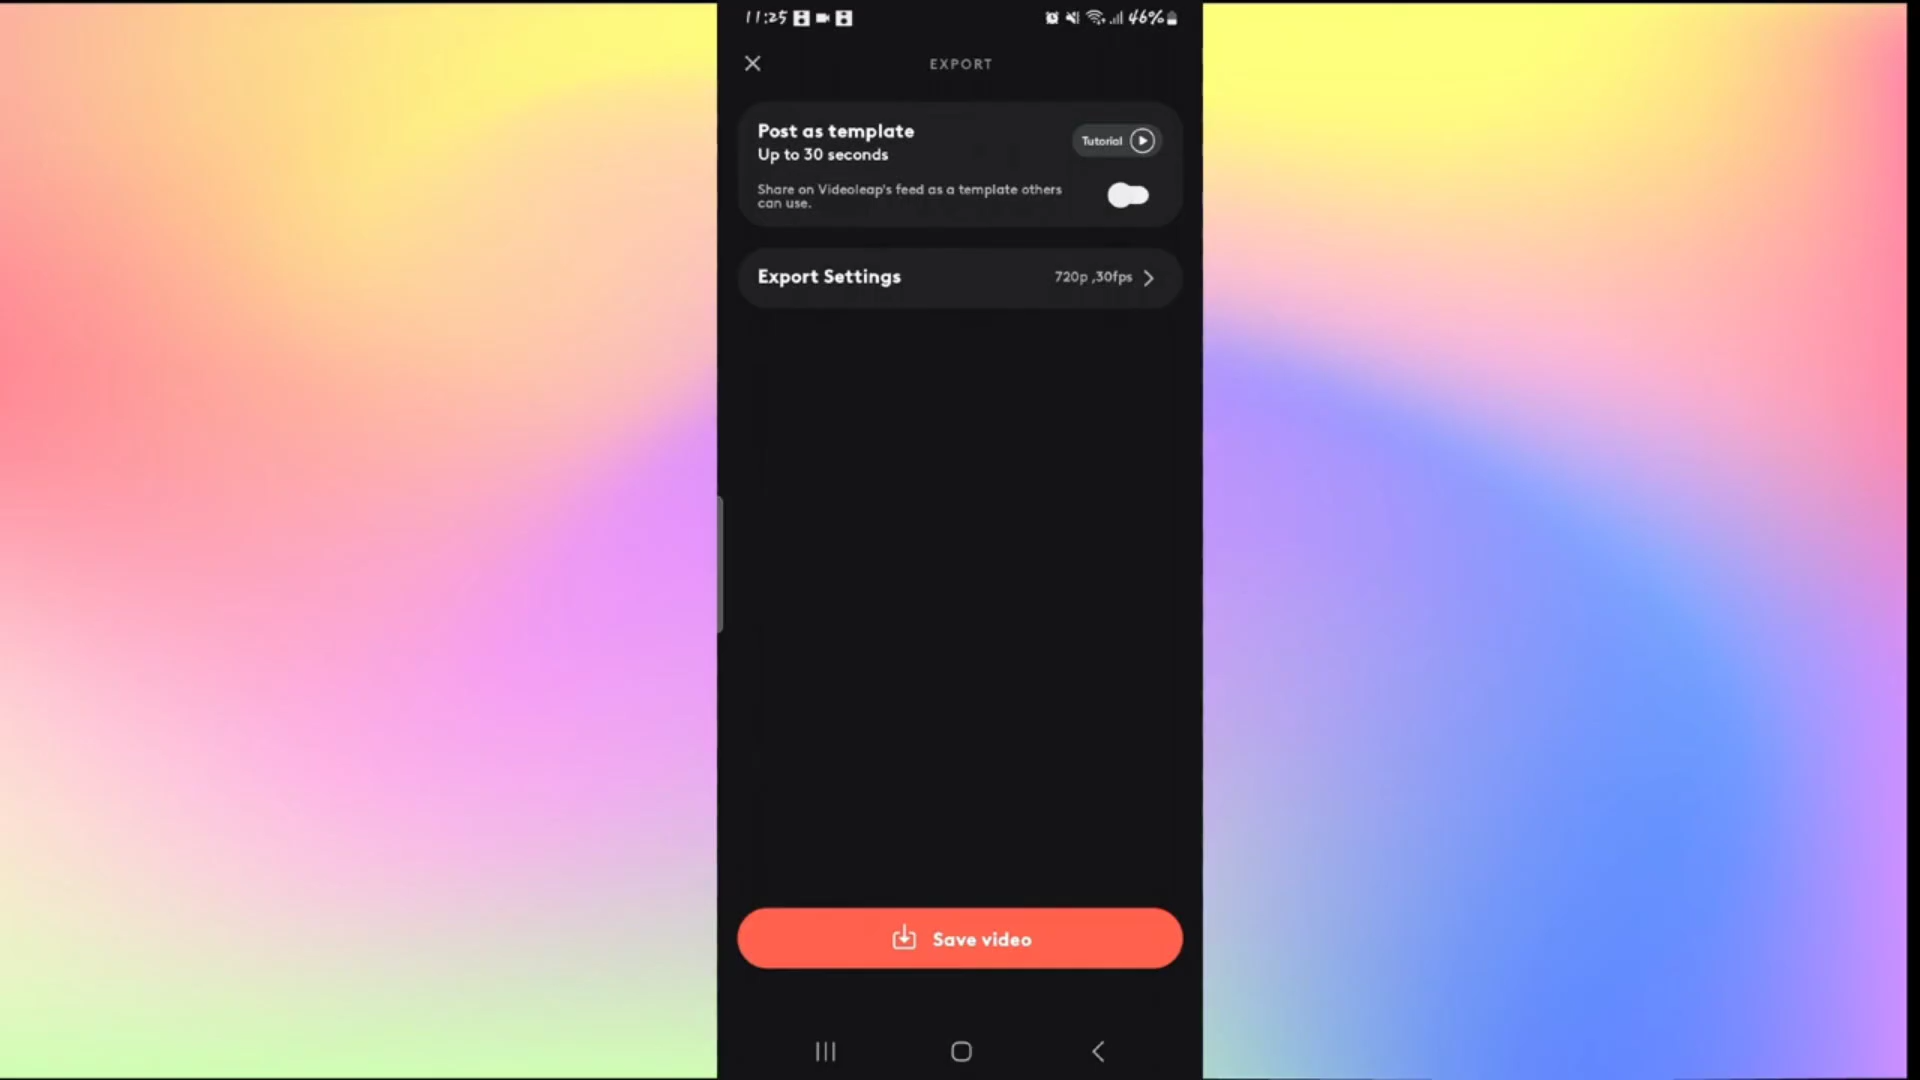 11:25 46%
EXPORT
Post as template
Up to 30 seconds
Tutorial
Share on Videoleap's feed as a template others
can use.
Export Settings 720p ,30fps
Save video